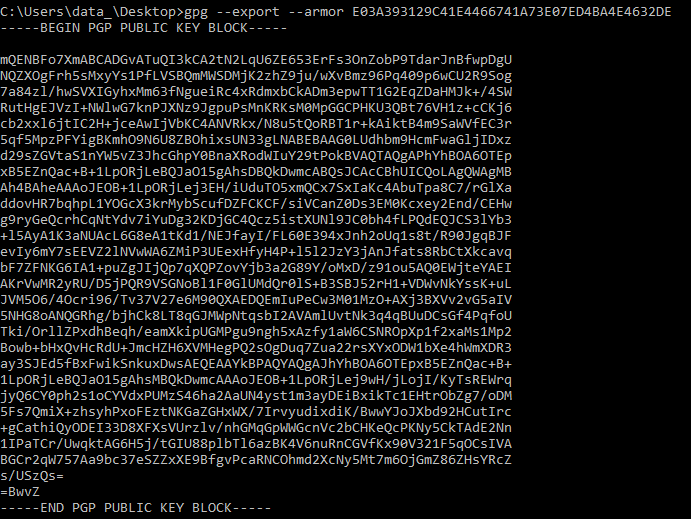 C:\Users\data_\Desktop>gpg --export --armor E03A393129C41E4466741A73E07ED4BA4E4632DE
-----BEGIN PGP PUBLIC KEY BLOCK-----

mQENBFo7XmABCADGvATuQI3kCA2tN2LqU6ZE653ErFs3OnZobP9TdarJnBfwpDgU
NQZXOgFrh5sMxyYs1PfLVSBQmMWSDMjK2zhZ9ju/wXvBmz96Pq409p6wCU2R9Sog
7a84zl/hwSVXIGyhxMm63fNgueiRc4xRdmxbCkADm3epwTT1G2EqZDaHMJk+/4SW
RutHgEJVzI+NWlwG7knPJXNz9JgpuPsMnKRKsM0MpGGCPHKU3QBt76VH1z+cCKj6
cb2xxl6jtIC2H+jceAwIjVbKC4ANVRkx/N8u5tQoRBT1r+kAiktB4m9SaWVfEC3r
5qf5MpzPFYigBKmhO9N6U8ZBOhixsUN33gLNABEBAAG0LUdhbm9HcmFwaGljIDxz
d29sZGVtaS1nYW5vZ3JhcGhpY0BnaXRodWIuY29tPokBVAQTAQgAPhYhBOA6OTEp
xB5EZnQac+B+1LpORjLeBQJaO15gAhsDBQkDwmcABQsJCAcCBhUICQoLAgQWAgMB
Ah4BAheAAAoJEOB+1LpORjLej3EH/iUduTO5xmQCx7SxIaKc4AbuTpa8C7/rGlXa
ddovHR7bqhpL1YOGcX3krMybScufDZFCKCF/siVCanZ0Ds3EM0Kcxey2End/CEHw
g9ryGeQcrhCqNtYdv7iYuDg32KDjGC4Qcz5istXUNl9JC0bh4fLPQdEQJCS3lYb3
+l5AyA1K3aNUAcL6G8eA1tKd1/NEJfayI/FL60E394xJnh2oUq1s8t/R90JgqBJF
evIy6mY7sEEVZ2lNVwWA6ZMiP3UEexHfyH4P+l5l2JzY3jAnJfats8RbCtXkcavq
bF7ZFNKG6IA1+puZgJIjQp7qXQPZovYjb3a2G89Y/oMxD/z91ou5AQ0EWjteYAEI
AKrVwMR2yRU/D5jPQR9VSGNoBl1F0GlUMdQr0lS+B3SBJ52rH1+VDWvNkYssK+uL
JVM5O6/4Ocri96/Tv37V27e6M90QXAEDQEmIuPeCw3M01MzO+AXj3BXVv2vG5aIV
5NHG8oANQGRhg/bjhCk8LT8qGJMWpNtqsbI2AVAmlUvtNk3q4qBUuDCsGf4PqfoU
Tki/OrllZPxdhBeqh/eamXkipUGMPgu9ngh5xAzfy1aW6CSNROpXp1f2xaMs1Mp2
Bowb+bHxQvHcRdU+JmcHZH6XVMHegPQ2sOgDuq7Zua22rsXYxODW1bXe4hWmXDR3
ay3SJEd5fBxFwikSnkuxDwsAEQEAAYkBPAQYAQgAJhYhBOA6OTEpxB5EZnQac+B+
1LpORjLeBQJaO15gAhsMBQkDwmcAAAoJEOB+1LpORjLej9wH/jLojI/KyTsREWrq
jyQ6CY0ph2s1oCYVdxPUMzS46ha2AaUN4yst1m3ayDEiBxikTc1EHtrObZg7/oDM
5Fs7QmiX+zhsyhPxoFEztNKGaZGHxWX/7IrvyudixdiK/BwwYJoJXbd92HCutIrc
+gCathiQyODEI33D8XFXsVUrzlv/nhGMqGpWWGcnVc2bCHKeQcPKNy5CkTAdE2Nn
1IPaTCr/UwqktAG6H5j/tGIU88plbTl6azBK4V6nuRnCGVfKx90V321F5qOCsIVA
BGCr2qW757Aa9bc37eSZZxXE9BfgvPcaRNCOhmd2XcNy5Mt7m6OjGmZ86ZHsYRcZ
s/USzQs=
=BwvZ
-----END PGP PUBLIC KEY BLOCK-----